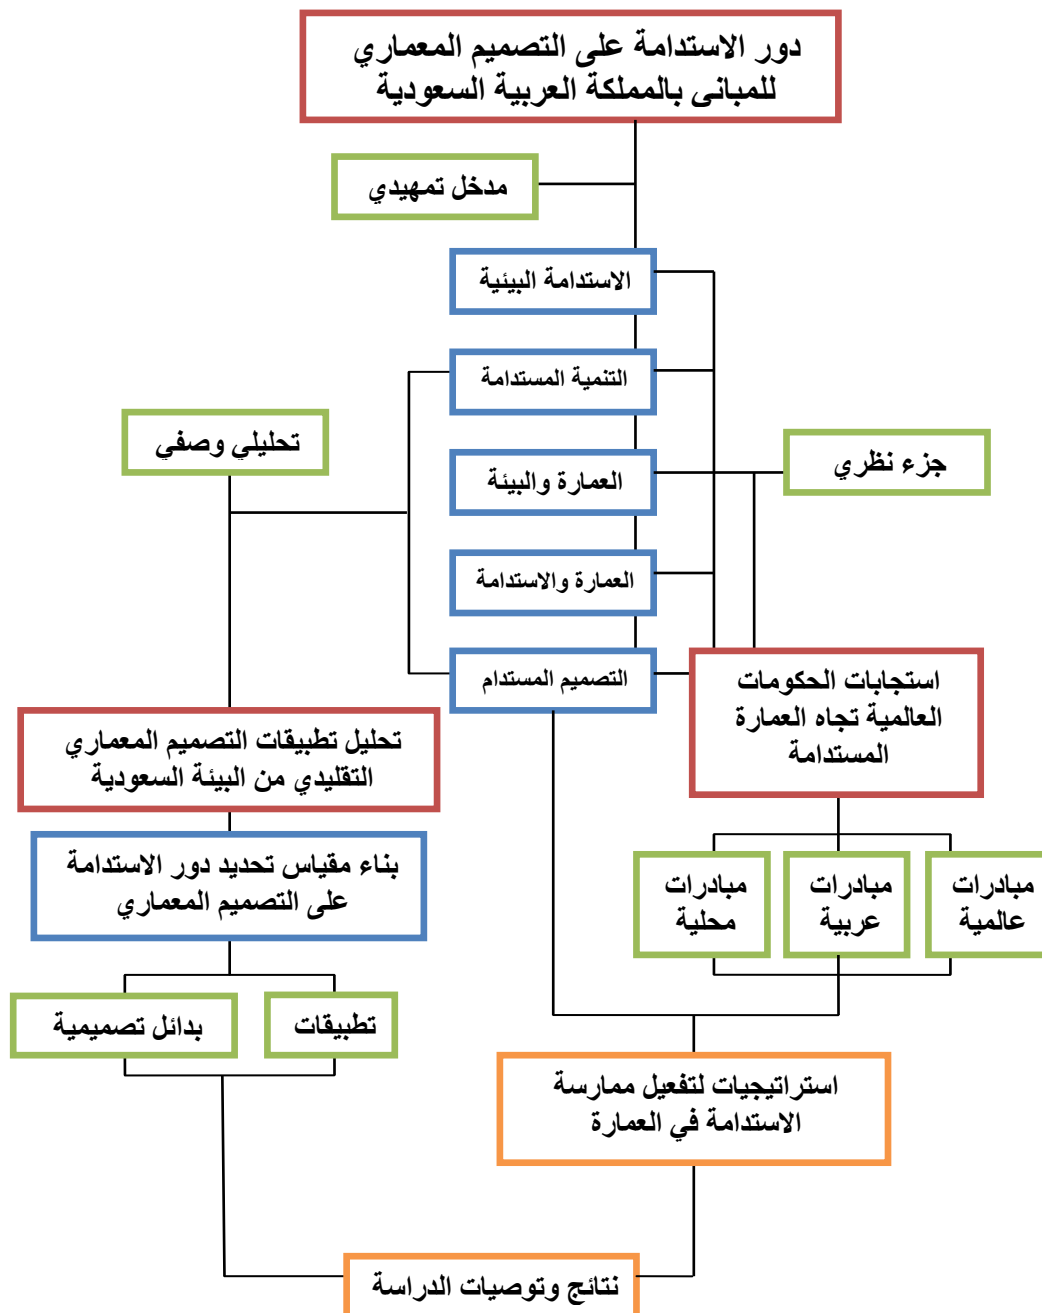 دور الاستدامة على التصميم المعماري
للمبانى بالمملكة العربية السعودية
مدخل تمهيدي
الاستدامة البيئية
التنمية المستدامة
تحليلي وصفي
جزء نظري
العمارة والبيئة
العمارة والاستدامة
التصميم المستدام
استجابات الحكومات
العالمية تجاه العمارة
المستدامة
تحليل تطبيقات التصميم المعماري
التقليدي من البيئة السعودية
بناء مقياس تحديد دور الاستدامة
على التصميم المعماري
مبادرات
عالمية
مبادرات
عربية
مبادرات
محلية
تطبيقات
بدائل تصميمية
استراتيجيات لتفعيل ممارسة
الاستدامة في العمارة
نتائج وتوصيات الدراسة